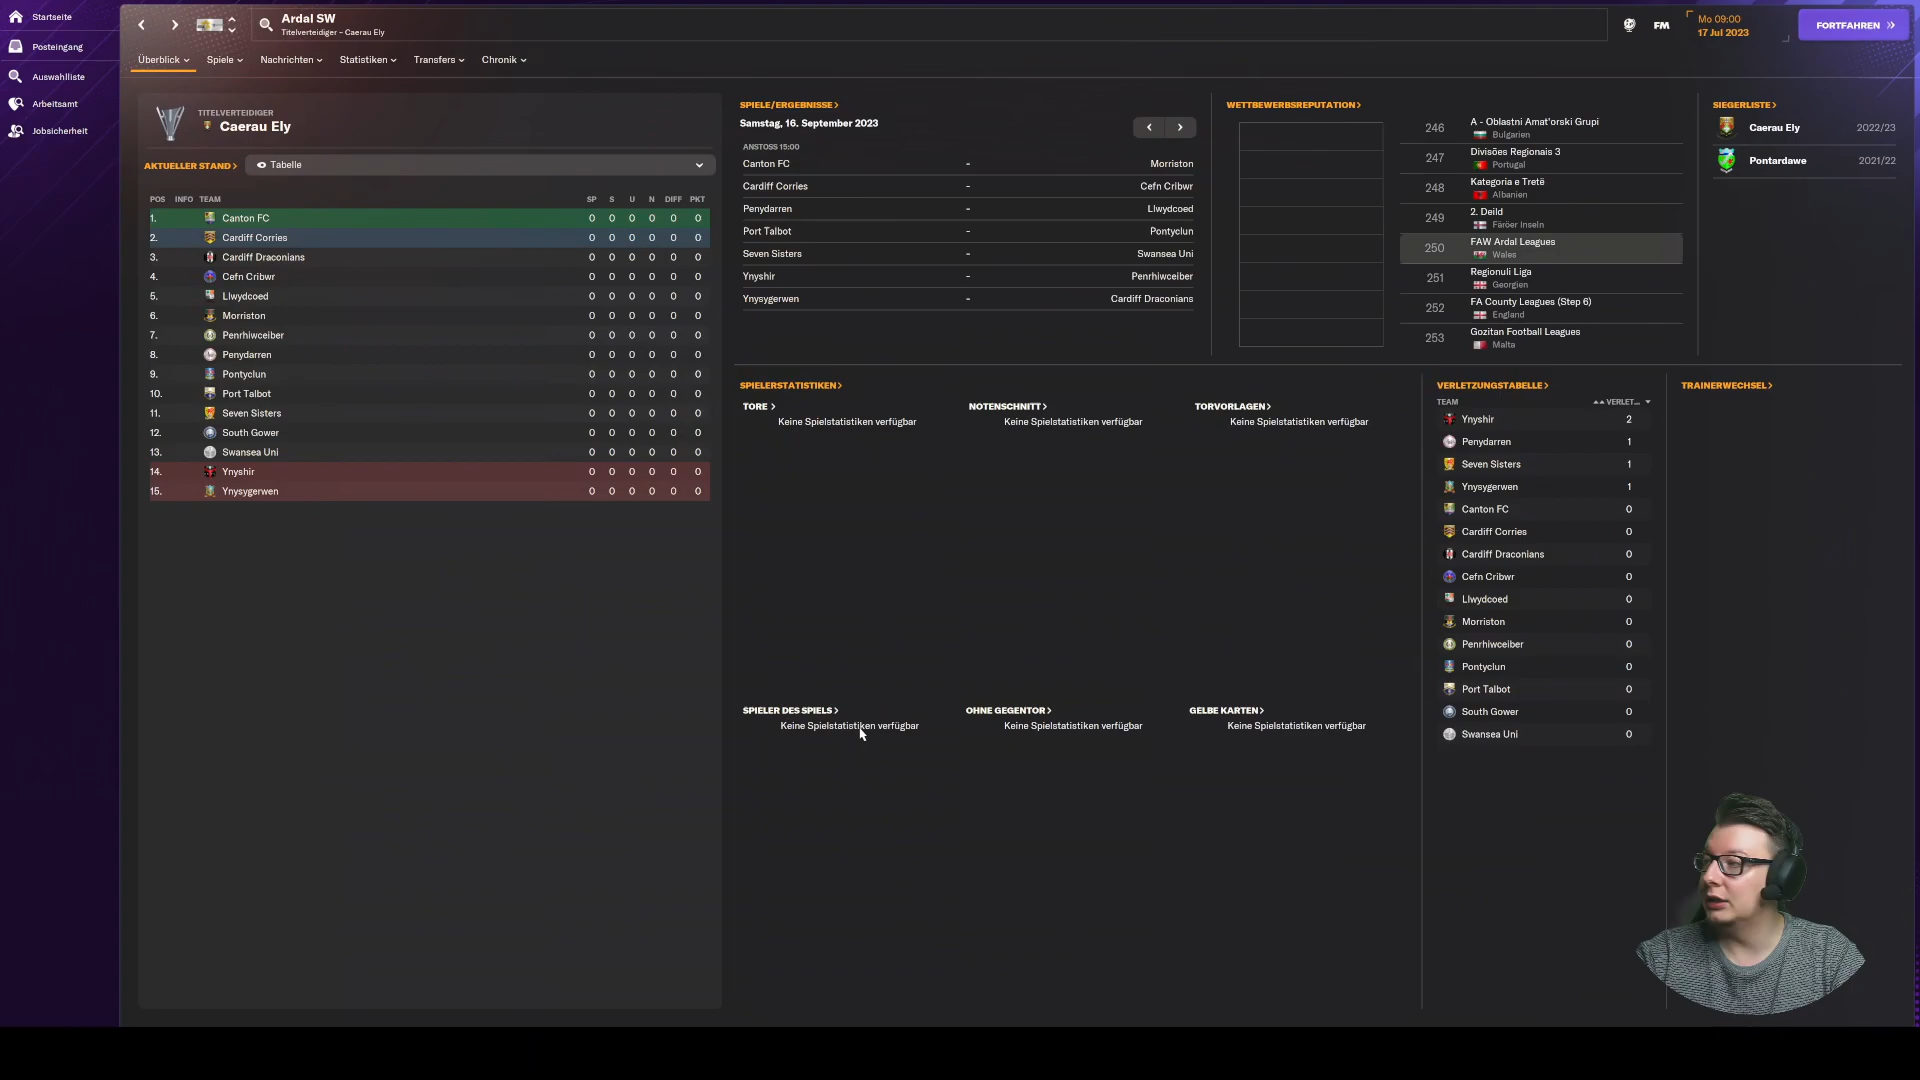 Startseite
Posteingang
Auswahlliste
Arbeitsamt
Jobsicherheit
Ardal SW
Titelverteidiger - Caerau Ely
FM
Mo 09:00
17 Jul 2023
FORTFAHREN
Überblick
Spiele
Nachrichten
Statistiken
Transfers
Chronik
TITELVERTEIDIGER
Caerau Ely
AKTUELLER STAND
Tabelle
POS INFO TEAM SP S U N DIFF PKT
1. Canton FC 0 0 0 0 0 0
2. Cardiff Corries 0 0 0 0 0 0
3. Cardiff Draconians 0 0 0 0 0 0
4. Cefn Cribwr 0 0 0 0 0 0
5. Llwydcoed 0 0 0 0 0 0
6. Morriston 0 0 0 0 0 0
7. Penrhiwceiber 0 0 0 0 0 0
8. Penydarren 0 0 0 0 0 0
9. Pontyclun 0 0 0 0 0 0
10. Port Talbot 0 0 0 0 0 0
11. Seven Sisters 0 0 0 0 0 0
12. South Gower 0 0 0 0 0 0
13. Swansea Uni 0 0 0 0 0 0
14. Ynyshir 0 0 0 0 0 0
15. Ynysygerwen 0 0 0 0 0 0
SPIELE/ERGEBNISSE
Samstag, 16. September 2023
ANSTOSS 15:00
Canton FC - Morriston
Cardiff Corries - Cefn Cribwr
Penydarren - Llwydcoed
Port Talbot - Pontyclun
Seven Sisters - Swansea Uni
Ynyshir - Penrhiwceiber
Ynysygerwen - Cardiff Draconians
WETTBEWERBSREPUTATION
246 A - Oblastni Amat'orski Grupi
Bulgarien
247 Divisões Regionais 3
Portugal
248 Kategoria e Tretë
Albanien
249 2. Deild
Färöer Inseln
250 FAW Ardal Leagues
Wales
251 Regionuli Liga
Georgien
252 FA County Leagues (Step 6)
England
253 Gozitan Football Leagues
Malta
SIEGERLISTE
Caerau Ely 2022/23
Pontardawe 2021/22
SPIELERSTATISTIKEN
TORE
Keine Spielstatistiken verfügbar
NOTENSCHNITT
Keine Spielstatistiken verfügbar
TORVORLAGEN
Keine Spielstatistiken verfügbar
SPIELER DES SPIELS
Keine Spielstatistiken verfügbar
OHNE GEGENTOR
Keine Spielstatistiken verfügbar
GELBE KARTEN
Keine Spielstatistiken verfügbar
VERLETZUNGSTABELLE
TEAM VERLET...
Ynyshir 2
Penydarren 1
Seven Sisters 1
Ynysygerwen 1
Canton FC 0
Cardiff Corries 0
Cardiff Draconians 0
Cefn Cribwr 0
Llwydcoed 0
Morriston 0
Penrhiwceiber 0
Pontyclun 0
Port Talbot 0
South Gower 0
Swansea Uni 0
TRAINERWECHSEL